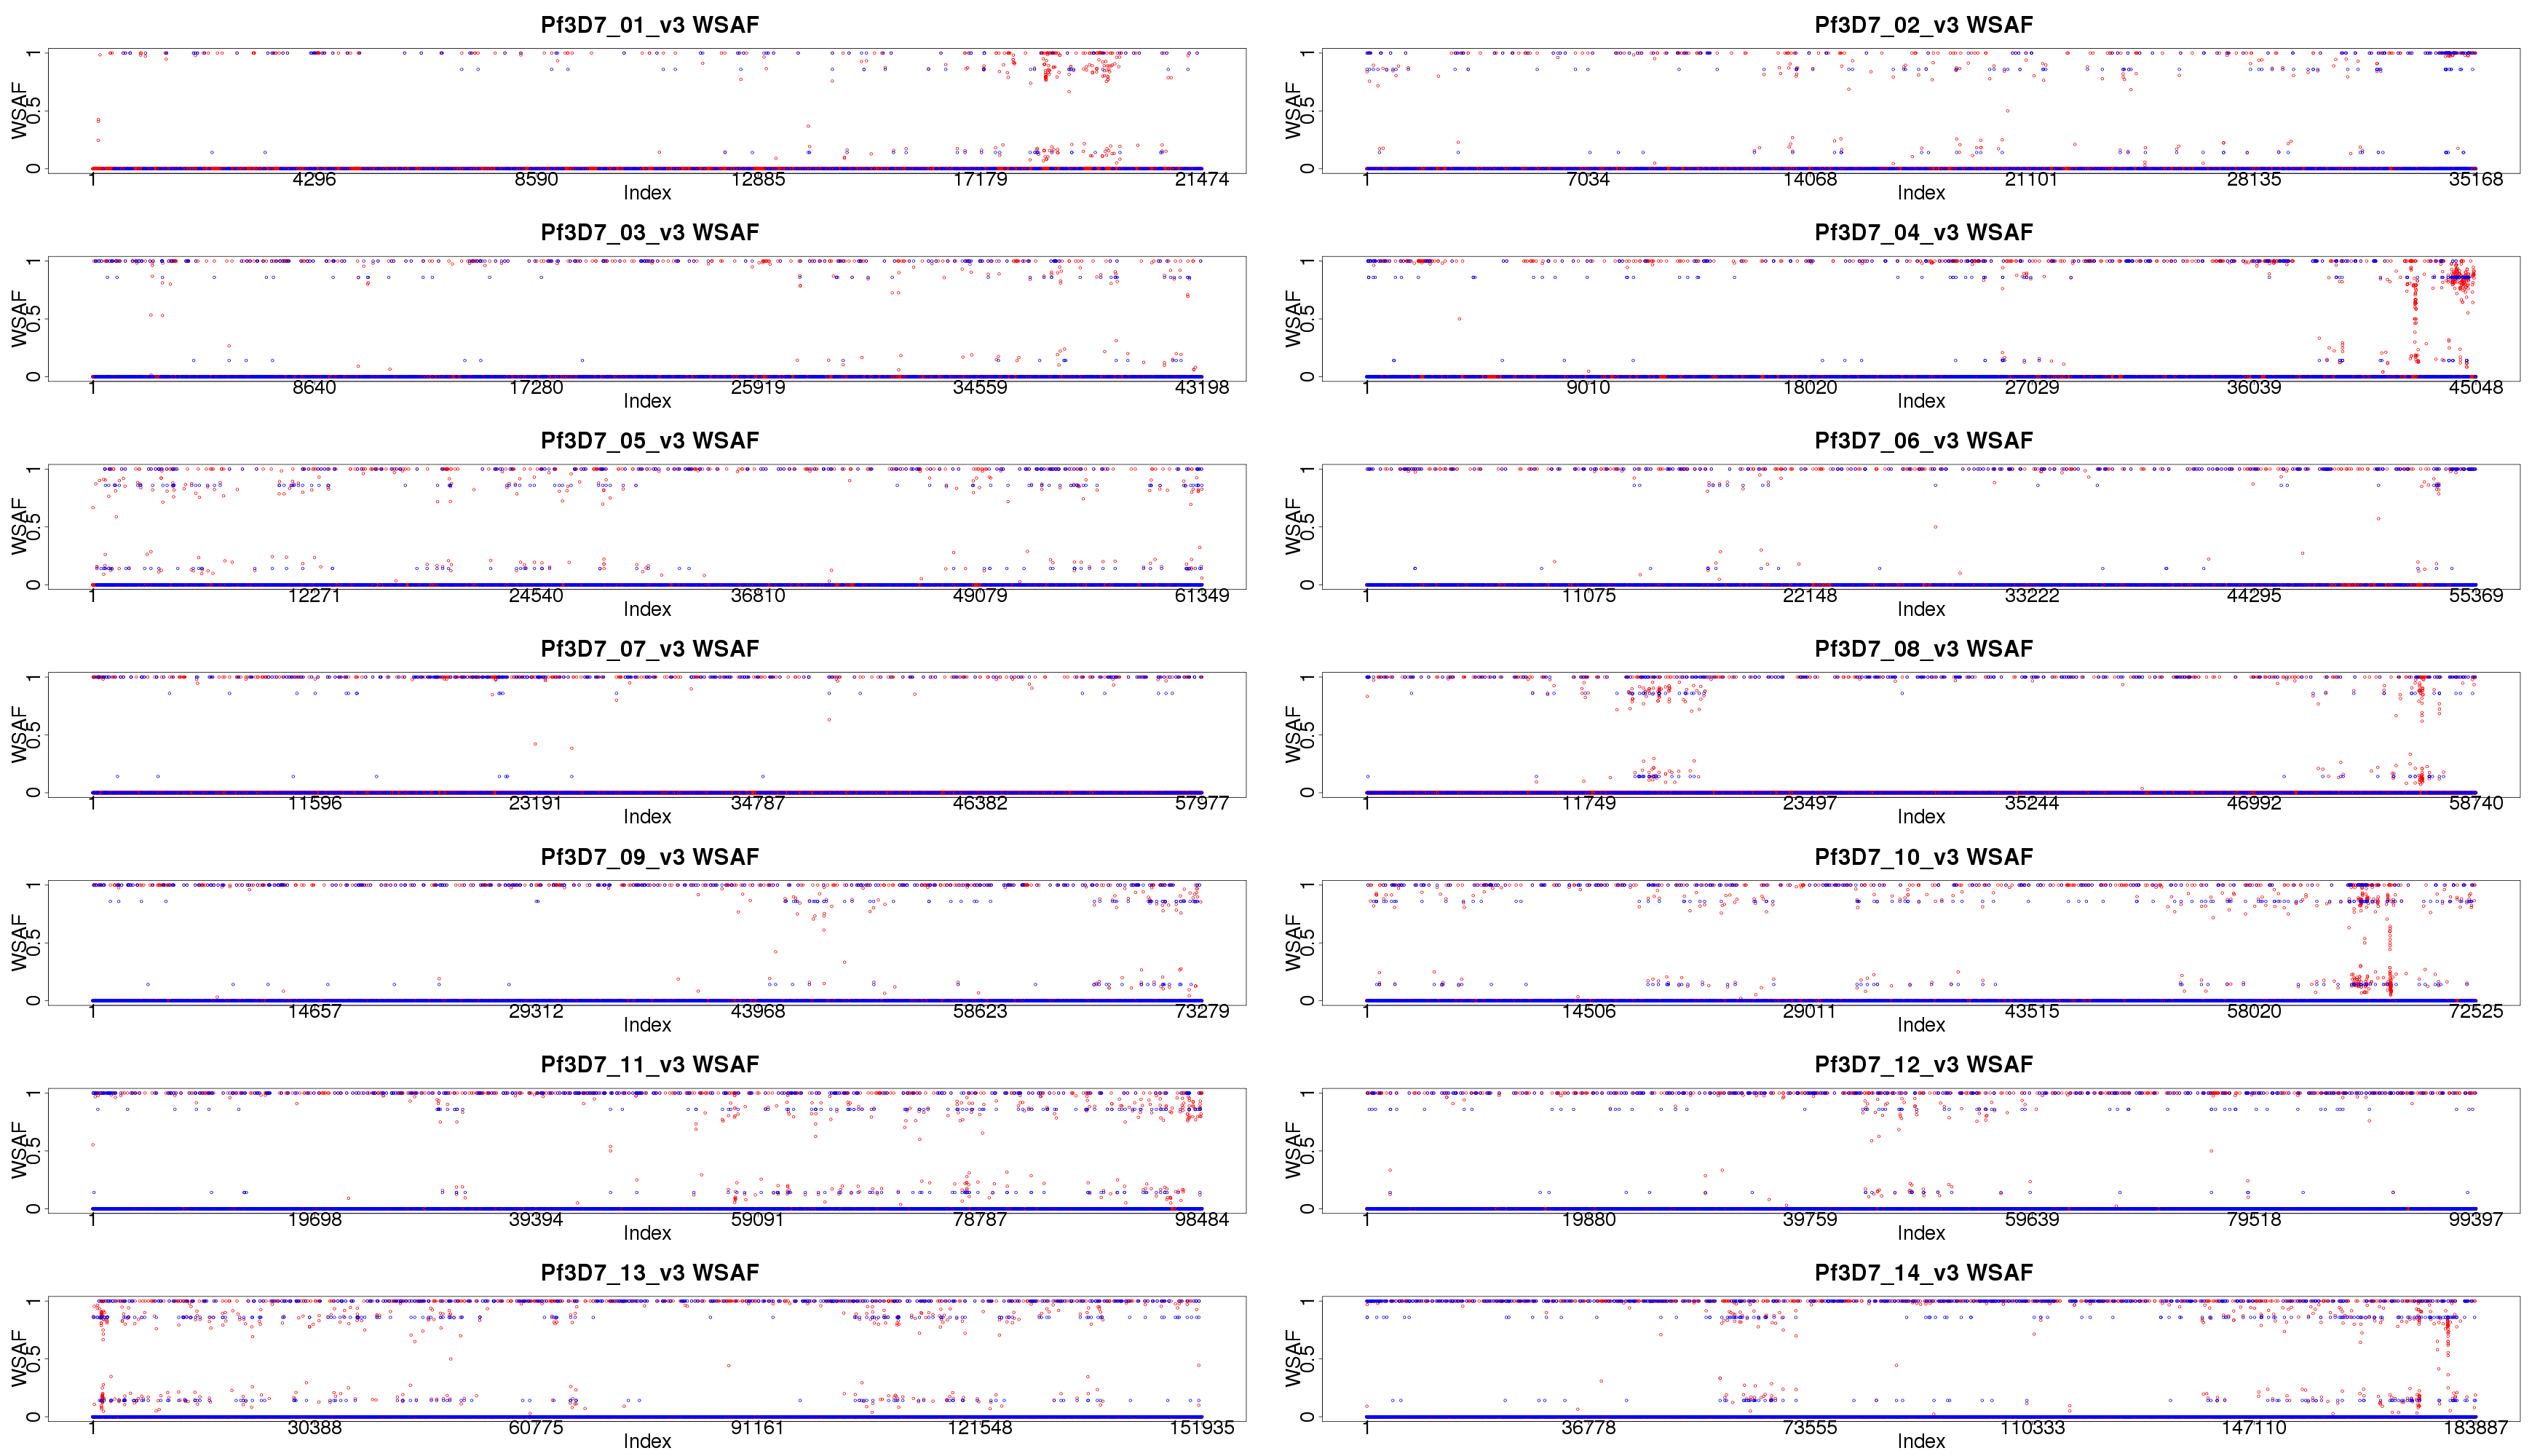 Pf3D7_01_v3 WSAF
WSAF
0 0.5 1
1 4296 8590 12885 17179 21474
Index
Pf3D7_02_v3 WSAF
WSAF
0 0.5 1
1 7034 14068 21101 28135 35168
Index
Pf3D7_03_v3 WSAF
WSAF
0 0.5 1
1 8640 17280 25919 34559 43198
Index
Pf3D7_04_v3 WSAF
WSAF
0 0.5 1
1 9010 18020 27029 36039 45048
Index
Pf3D7_05_v3 WSAF
WSAF
0 0.5 1
1 12271 24540 36810 49079 61349
Index
Pf3D7_06_v3 WSAF
WSAF
0 0.5 1
1 11075 22148 33222 44295 55369
Index
Pf3D7_07_v3 WSAF
WSAF
0 0.5 1
1 11596 23191 34787 46382 57977
Index
Pf3D7_08_v3 WSAF
WSAF
0 0.5 1
1 11749 23497 35244 46992 58740
Index
Pf3D7_09_v3 WSAF
WSAF
0 0.5 1
1 14657 29312 43968 58623 73279
Index
Pf3D7_10_v3 WSAF
WSAF
0 0.5 1
1 14506 29011 43515 58020 72525
Index
Pf3D7_11_v3 WSAF
WSAF
0 0.5 1
1 19698 39394 59091 78787 98484
Index
Pf3D7_12_v3 WSAF
WSAF
0 0.5 1
1 19880 39759 59639 79518 99397
Index
Pf3D7_13_v3 WSAF
WSAF
0 0.5 1
1 30388 60775 91161 121548 151935
Index
Pf3D7_14_v3 WSAF
WSAF
0 0.5 1
1 36778 73555 110333 147110 183887
Index